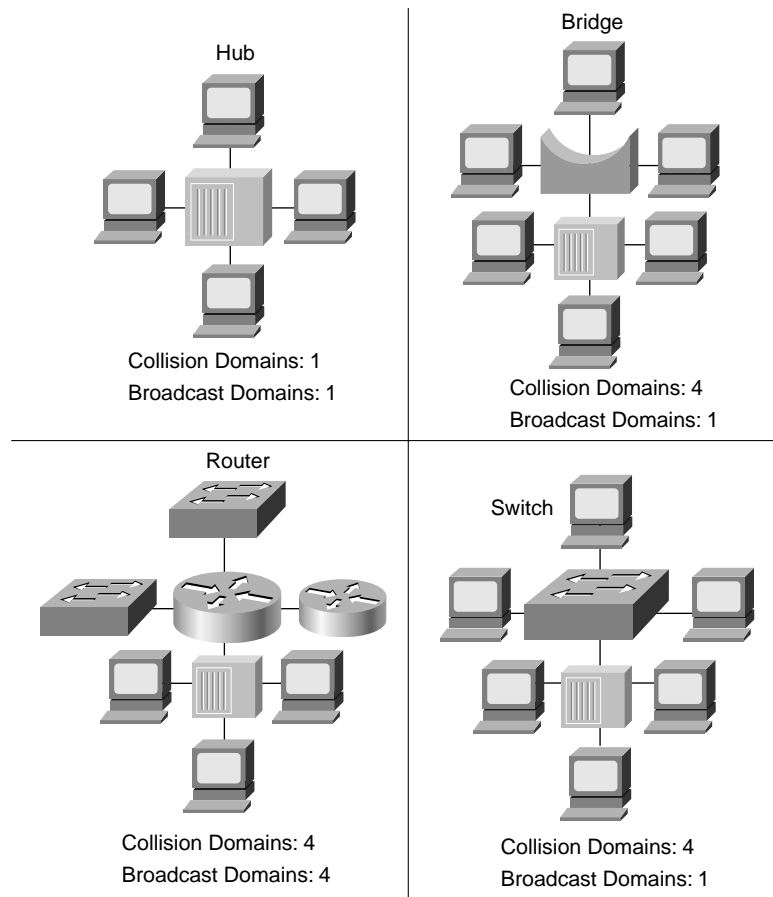 Hub
Collision Domains: 1
Broadcast Domains: 1
Bridge
Collision Domains: 4
Broadcast Domains: 1
Router
Collision Domains: 4
Broadcast Domains: 4
Switch
Collision Domains: 4
Broadcast Domains: 1